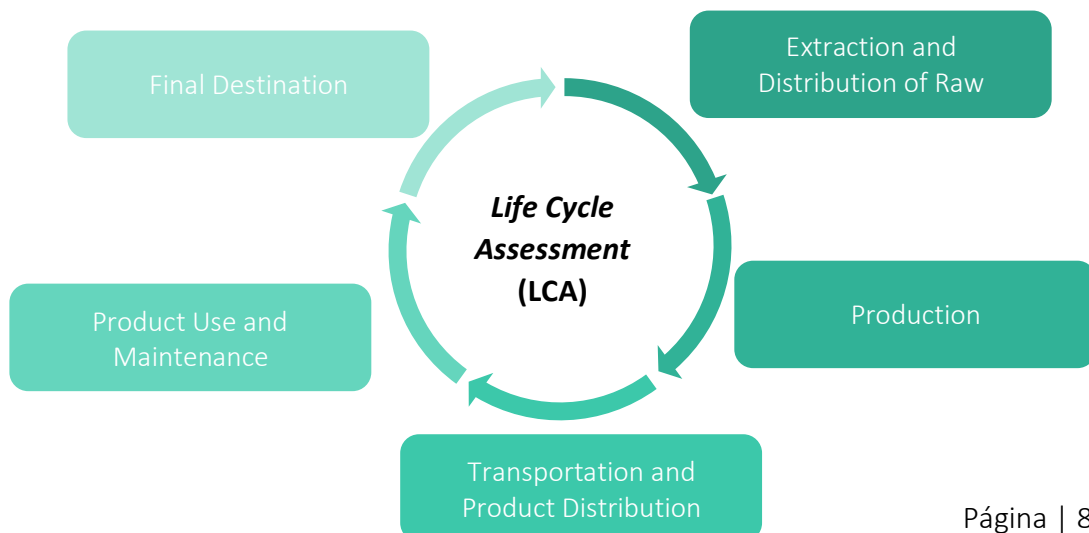 Final Destination
Extraction and
Distribution of Raw
Life Cycle
Assessment
(LCA)
Product Use and
Maintenance
Production
Transportation and
Product Distribution
Página | 8